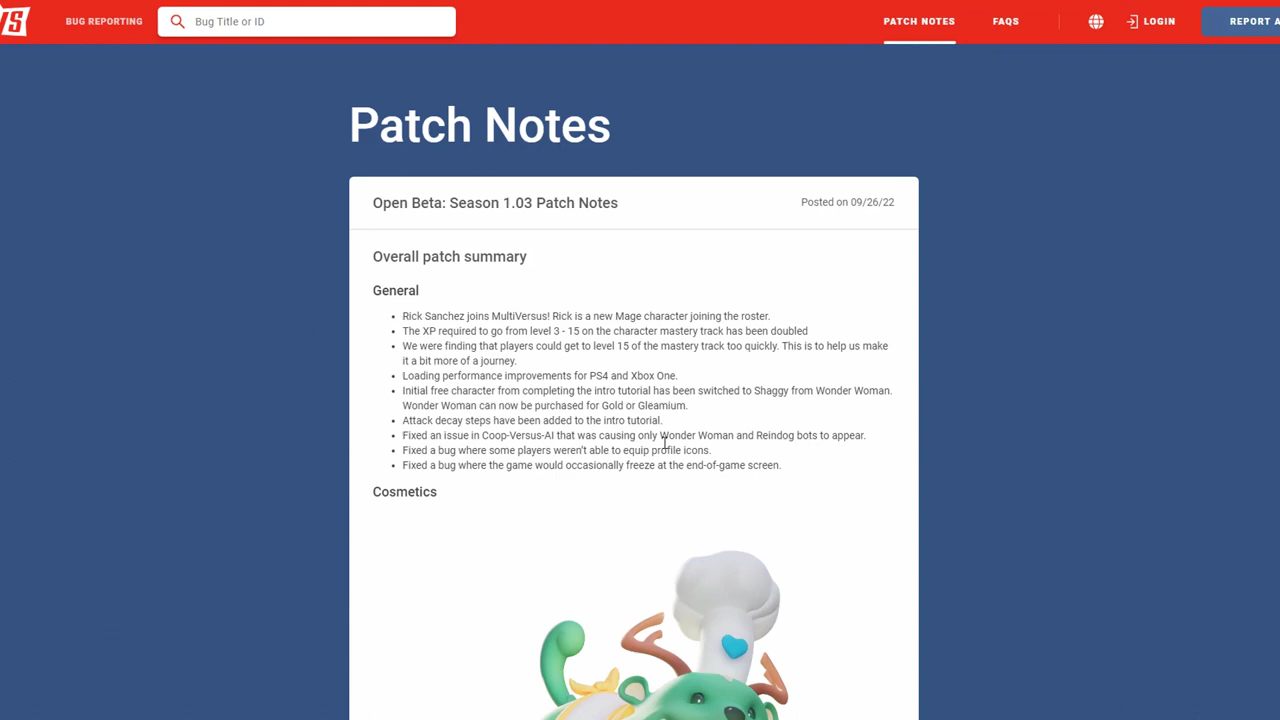 VS
BUG REPORTING
Bug Title or ID
PATCH NOTES
FAQS
LOGIN
REPORT A
Patch Notes
Open Beta: Season 1.03 Patch Notes
Posted on 09/26/22
Overall patch summary
General
• Rick Sanchez joins MultiVersus! Rick is a new Mage character joining the roster.
• The XP required to go from level 3 - 15 on the character mastery track has been doubled
• We were finding that players could get to level 15 of the mastery track too quickly. This is to help us make
it a bit more of a journey.
• Loading performance improvements for PS4 and Xbox One.
• Initial free character from completing the intro tutorial has been switched to Shaggy from Wonder Woman.
Wonder Woman can now be purchased for Gold or Gleamium.
• Attack decay steps have been added to the intro tutorial.
• Fixed an issue in Coop-Versus-AI that was causing only Wonder Woman and Reindog bots to appear.
• Fixed a bug where some players weren't able to equip profile icons.
• Fixed a bug where the game would occasionally freeze at the end-of-game screen.
Cosmetics